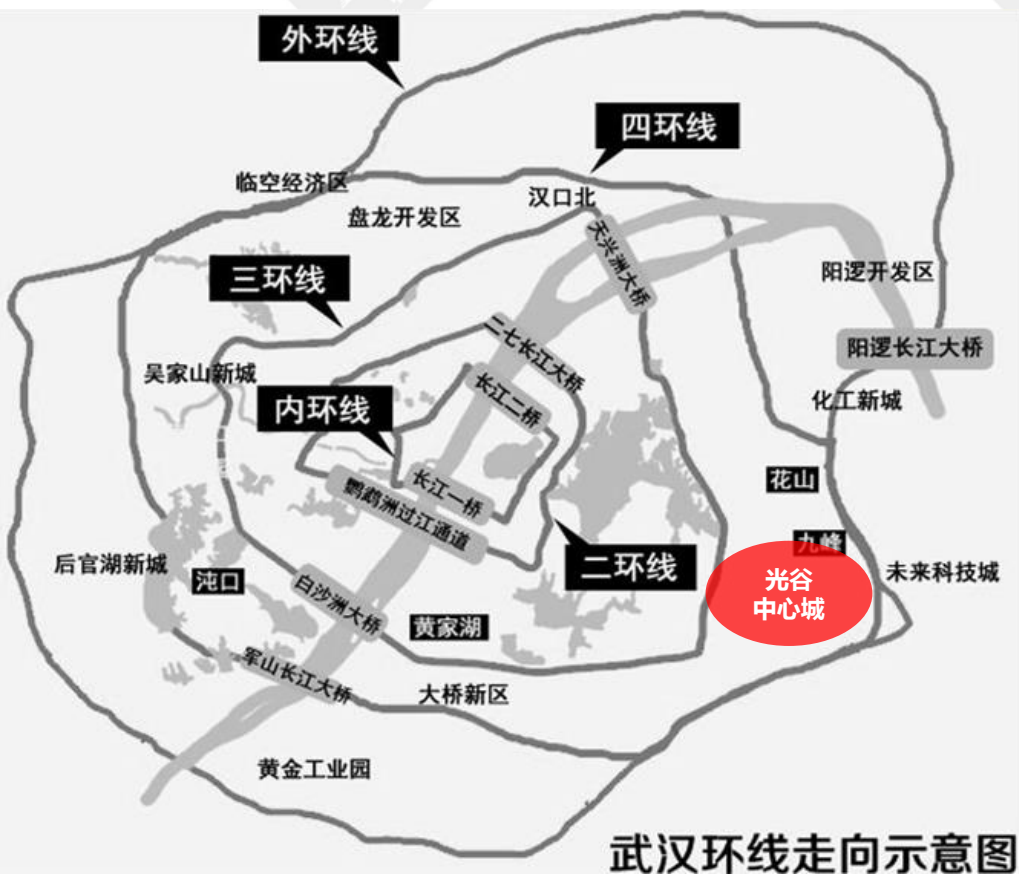 外环线
四环线
临空经济区
汉口北
盘龙开发区
天兴洲大桥
三环线
阳逻开发区
二七长江大桥
阳逻长江大桥
吴家山新城
长江二桥
化工新城
内环线
花山
长江一桥
鹦鹉洲过江通道
九峰
后官湖新城
沌口
二环线
光谷
中心城
未来科技城
白沙洲大桥
黄家湖
军山长江大桥
大桥新区
黄金工业园
武汉环线走向示意图